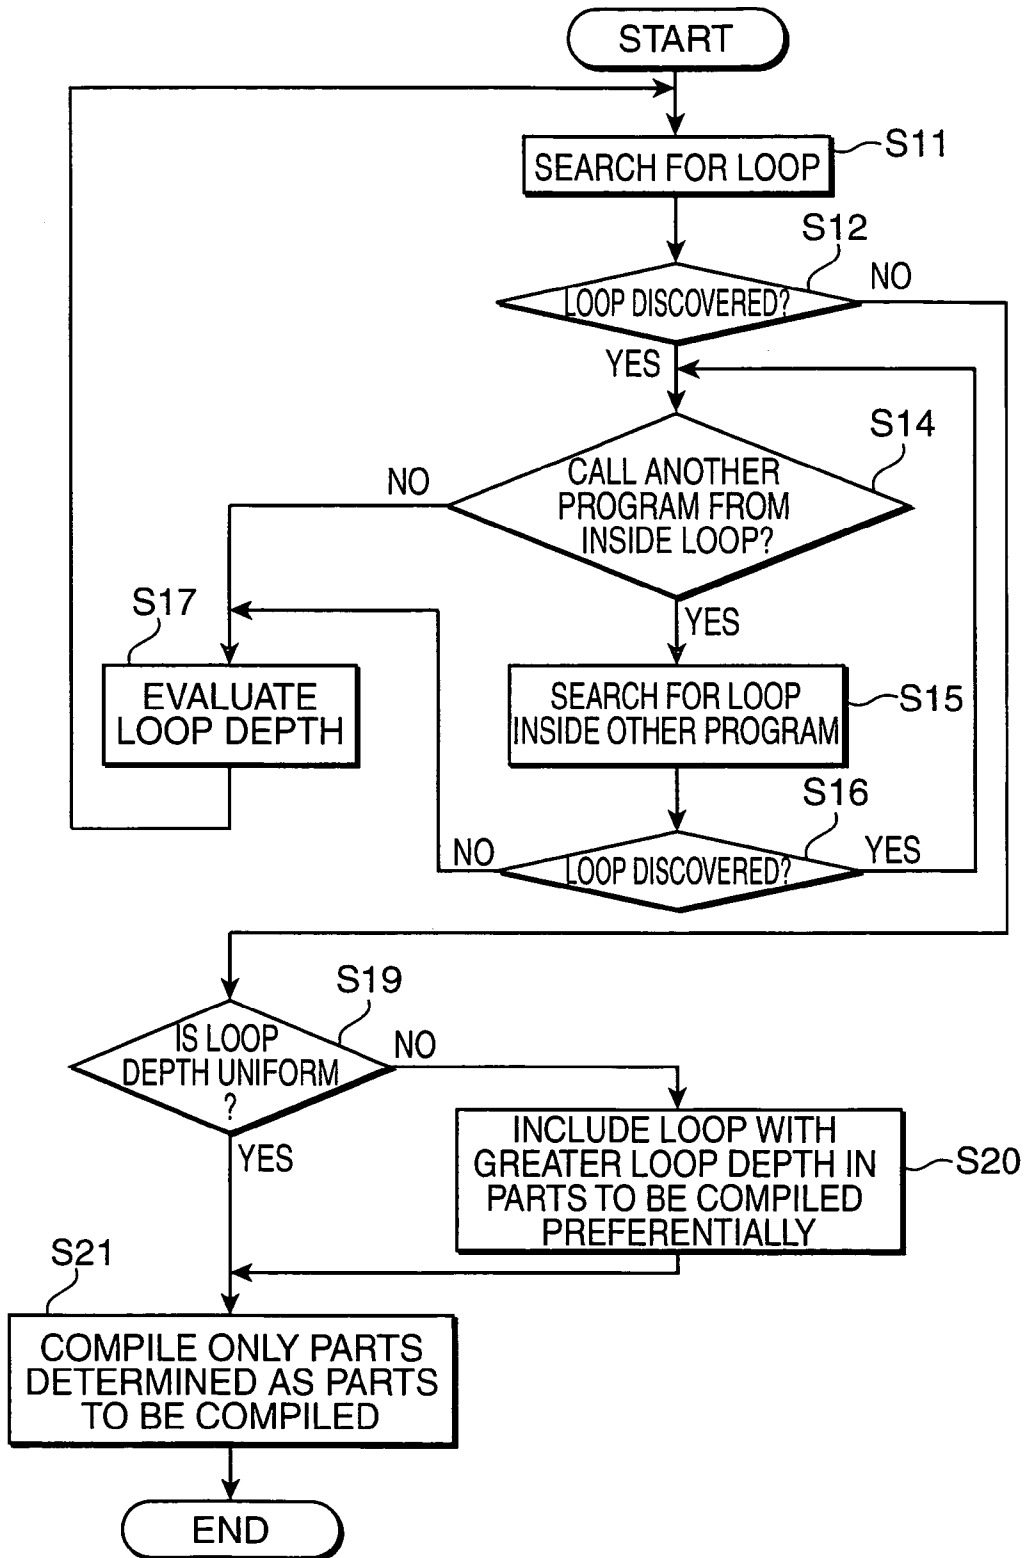 START
S11
SEARCH FOR LOOP
S12
LOOP DISCOVERED?
NO
YES
S14
CALL ANOTHER
PROGRAM FROM
INSIDE LOOP?
NO
YES
S17
EVALUATE
LOOP DEPTH
SEARCH FOR LOOP
INSIDE OTHER PROGRAM
S15
S16
LOOP DISCOVERED?
NO
YES
S19
IS LOOP
DEPTH UNIFORM
?
NO
YES
INCLUDE LOOP WITH
GREATER LOOP DEPTH IN
PARTS TO BE COMPILED
PREFERENTIALLY
S20
S21
COMPILE ONLY PARTS
DETERMINED AS PARTS
TO BE COMPILED
END